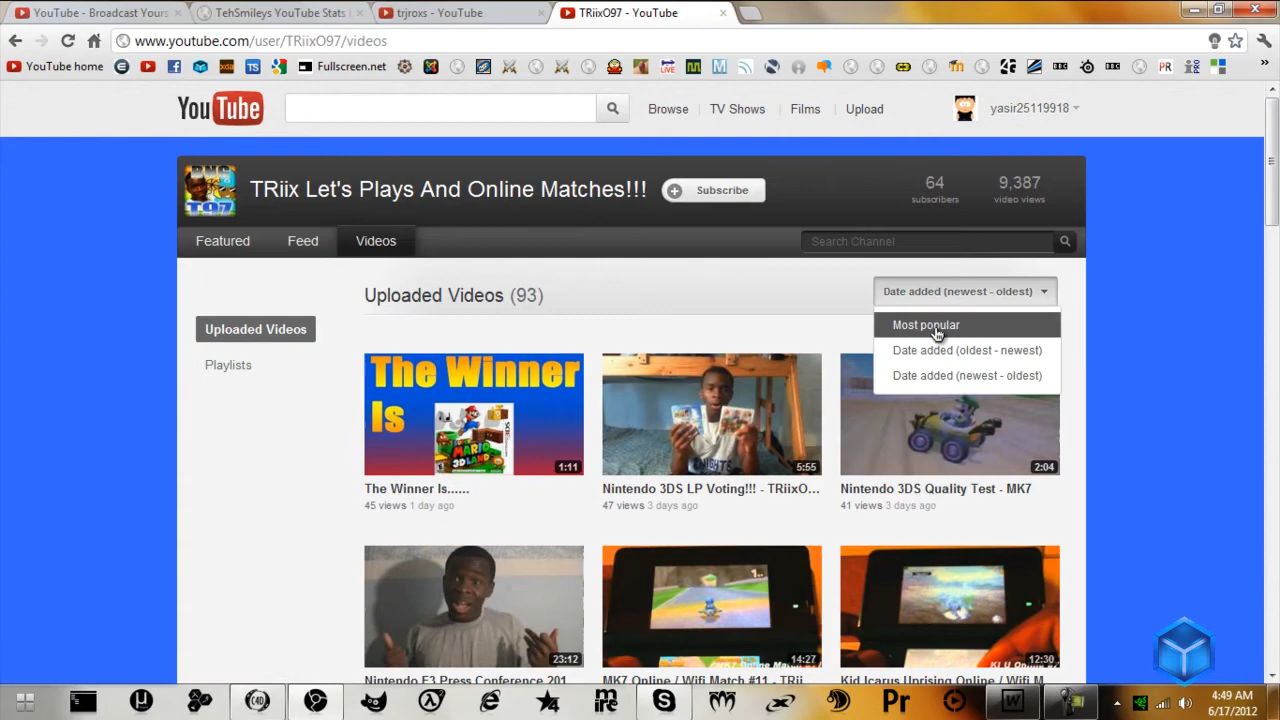 YouTube - Broadcast Yours
TehSmileys YouTube Stats
trjroxs - YouTube
TRiixO97 - YouTube
www.youtube.com/user/TRiixO97/videos
YouTube home
Fullscreen.net
LIVE
PR
YouTube
Browse
TV Shows
Films
Upload
yasir25119918
T97
TRiix Let's Plays And Online Matches!!!
Subscribe
64
subscribers
9,387
video views
Featured
Feed
Videos
Search Channel
Uploaded Videos (93)
Date added (newest - oldest)
Most popular
Date added (oldest - newest)
Date added (newest - oldest)
Uploaded Videos
Playlists
The Winner
Is
1:11
5:55
2:04
The Winner Is......
45 views 1 day ago
Nintendo 3DS LP Voting!!! - TRiixO...
47 views 3 days ago
Nintendo 3DS Quality Test - MK7
41 views 3 days ago
23:12
14:27
12:30
Nintendo E3 Press Conference 201
MK7 Online / Wifi Match #11 - TRii
Kid Icarus Uprising Online / Wifi M
Pr
4:49 AM
6/17/2012